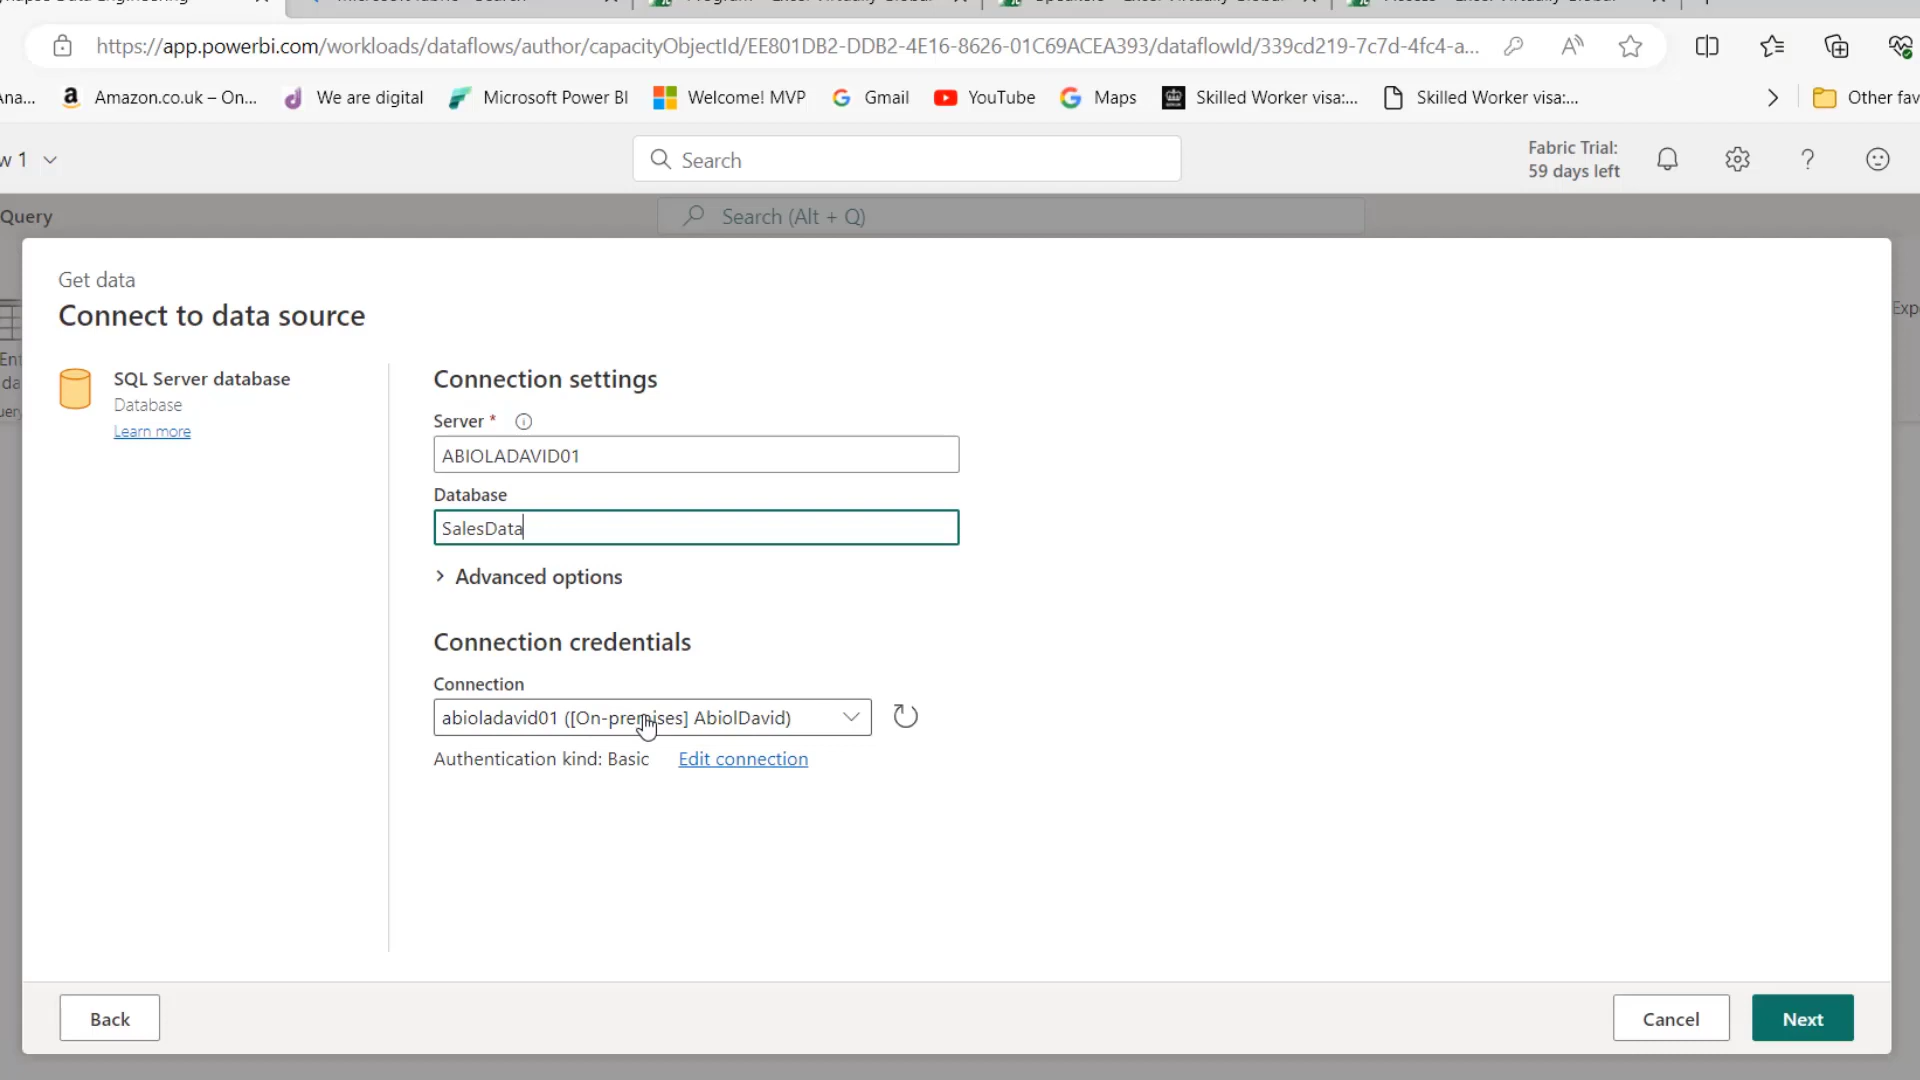 https://app.powerbi.com/workloads/dataflows/author/capacityObjectId/EE801DB2-DDB2-4E16-8626-01C69ACEA393/dataflowId/339cd219-7c7d-4fc4-a...
Ana... Amazon.co.uk – On... We are digital Microsoft Power BI Welcome! MVP Gmail YouTube Maps Skilled Worker visa:... Skilled Worker visa:... Other fav
w 1 Search Fabric Trial:
59 days left
Query Search (Alt + Q)
Get data
Connect to data source
SQL Server database
Database
Learn more
Connection settings
Server *
ABIOLADAVID01
Database
SalesData
Advanced options
Connection credentials
Connection
abioladavid01 ([On-premises] AbiolDavid)
Authentication kind: Basic Edit connection
Back Cancel Next